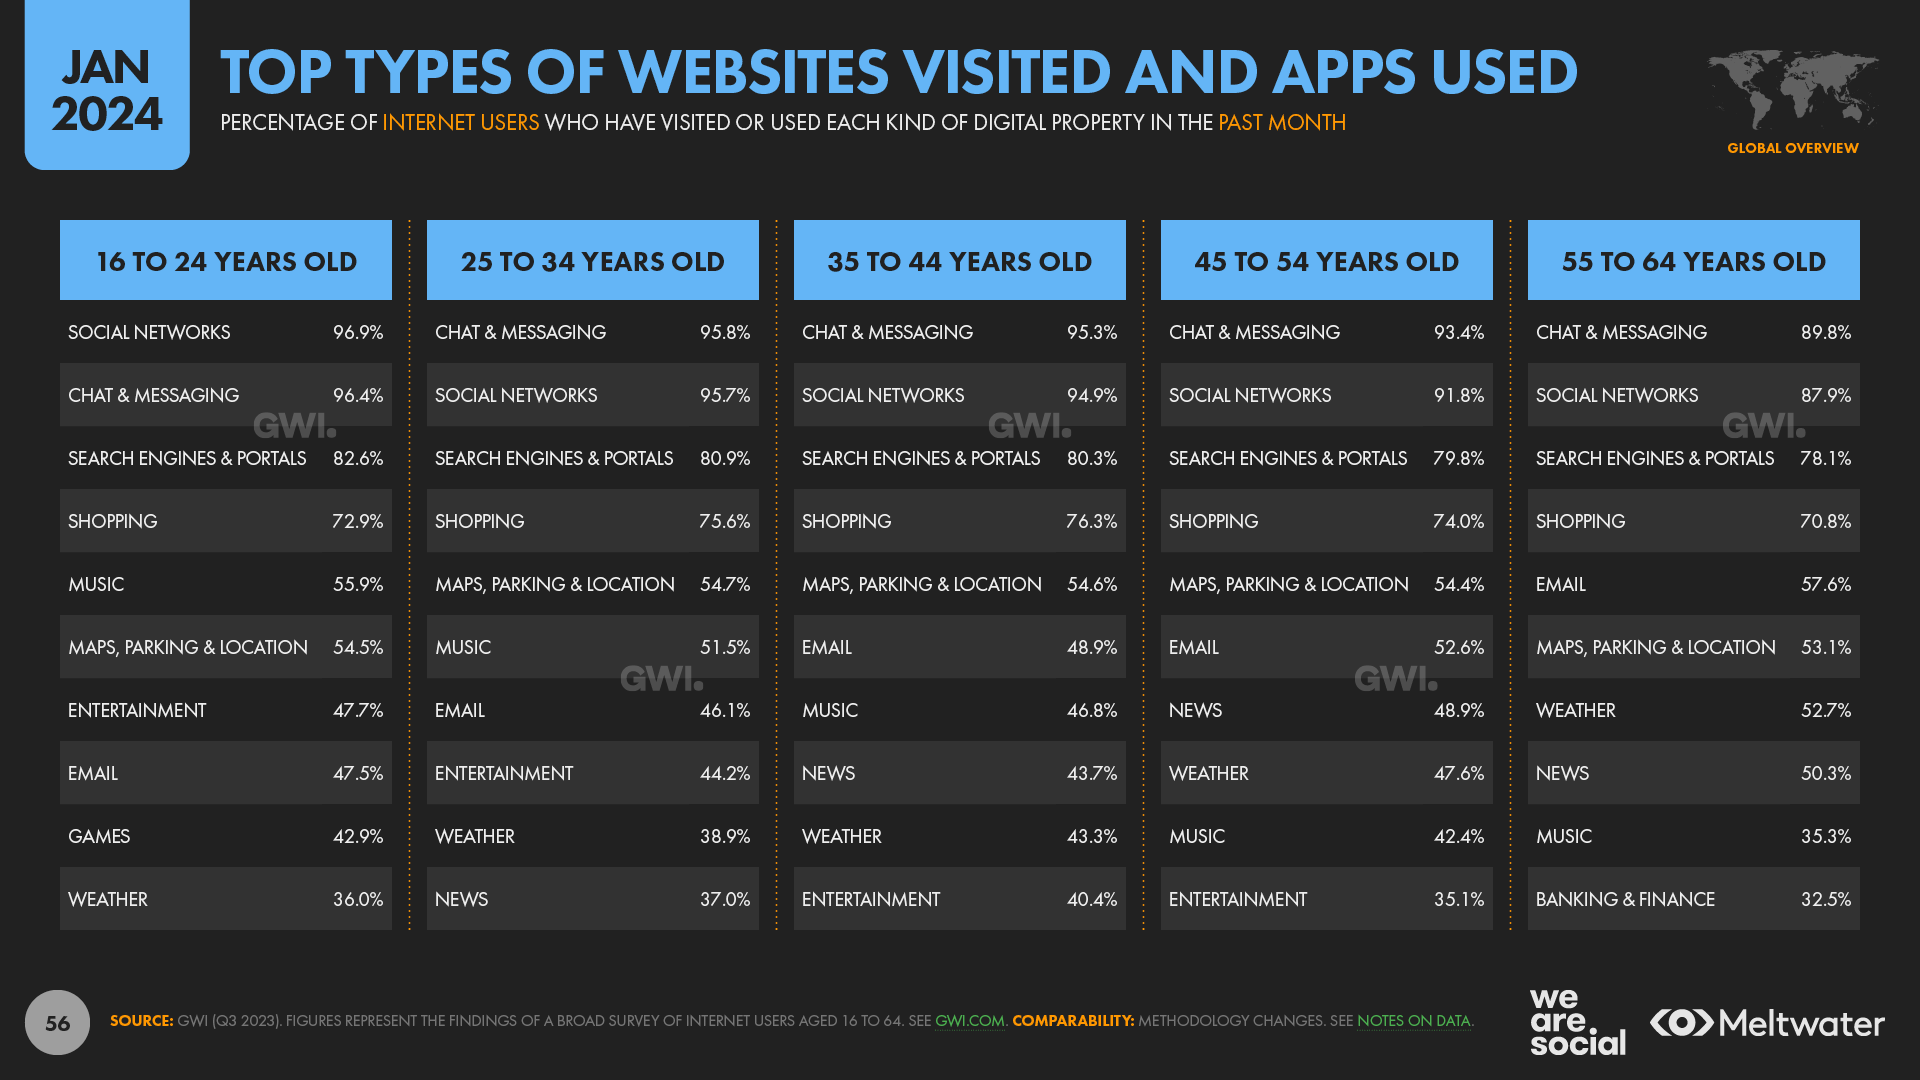 JAN
2024
TOP TYPES OF WEBSITES VISITED AND APPS USED
PERCENTAGE OF INTERNET USERS WHO HAVE VISITED OR USED EACH KIND OF DIGITAL PROPERTY IN THE PAST MONTH
GLOBAL OVERVIEW
16 TO 24 YEARS OLD
SOCIAL NETWORKS 96.9%
CHAT & MESSAGING 96.4%
SEARCH ENGINES & PORTALS 82.6%
SHOPPING 72.9%
MUSIC 55.9%
MAPS, PARKING & LOCATION 54.5%
ENTERTAINMENT 47.7%
EMAIL 47.5%
GAMES 42.9%
WEATHER 36.0%
GWI.
25 TO 34 YEARS OLD
CHAT & MESSAGING 95.8%
SOCIAL NETWORKS 95.7%
SEARCH ENGINES & PORTALS 80.9%
SHOPPING 75.6%
MAPS, PARKING & LOCATION 54.7%
MUSIC 51.5%
EMAIL 46.1%
ENTERTAINMENT 44.2%
WEATHER 38.9%
NEWS 37.0%
GWI.
35 TO 44 YEARS OLD
CHAT & MESSAGING 95.3%
SOCIAL NETWORKS 94.9%
SEARCH ENGINES & PORTALS 80.3%
SHOPPING 76.3%
MAPS, PARKING & LOCATION 54.6%
EMAIL 48.9%
MUSIC 46.8%
NEWS 43.7%
WEATHER 43.3%
ENTERTAINMENT 40.4%
GWI.
45 TO 54 YEARS OLD
CHAT & MESSAGING 93.4%
SOCIAL NETWORKS 91.8%
SEARCH ENGINES & PORTALS 79.8%
SHOPPING 74.0%
MAPS, PARKING & LOCATION 54.4%
EMAIL 52.6%
NEWS 48.9%
WEATHER 47.6%
MUSIC 42.4%
ENTERTAINMENT 35.1%
GWI.
55 TO 64 YEARS OLD
CHAT & MESSAGING 89.8%
SOCIAL NETWORKS 87.9%
SEARCH ENGINES & PORTALS 78.1%
SHOPPING 70.8%
EMAIL 57.6%
MAPS, PARKING & LOCATION 53.1%
WEATHER 52.7%
NEWS 50.3%
MUSIC 35.3%
BANKING & FINANCE 32.5%
GWI.
56
SOURCE: GWI (Q3 2023). FIGURES REPRESENT THE FINDINGS OF A BROAD SURVEY OF INTERNET USERS AGED 16 TO 64. SEE GWI.COM. COMPARABILITY: METHODOLOGY CHANGES. SEE NOTES ON DATA.
we
are
social
Meltwater